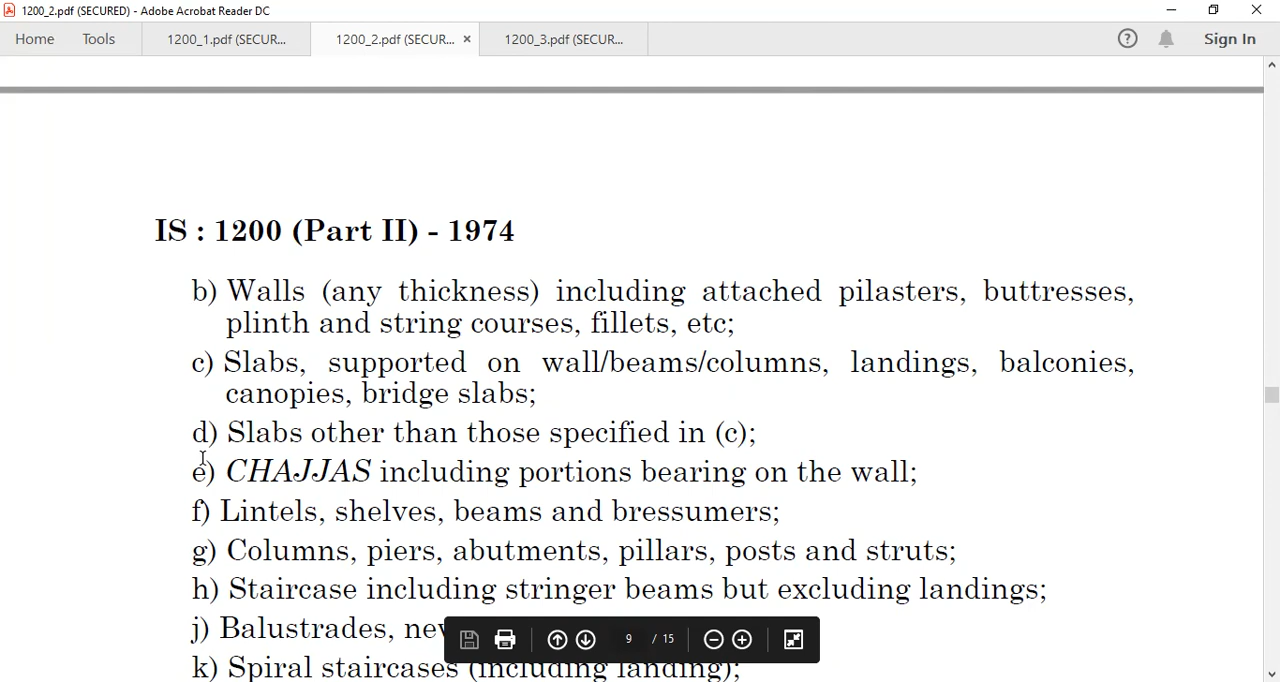 1200_2.pdf (SECURED) - Adobe Acrobat Reader DC
Home Tools 1200_1.pdf (SECUR... 1200_2.pdf (SECUR... × 1200_3.pdf (SECUR... Sign In
IS : 1200 (Part II) - 1974
b) Walls (any thickness) including attached pilasters, buttresses,
plinth and string courses, fillets, etc;
c) Slabs, supported on wall/beams/columns, landings, balconies,
canopies, bridge slabs;
d) Slabs other than those specified in (c);
e) CHAJJAS including portions bearing on the wall;
f) Lintels, shelves, beams and bressumers;
g) Columns, piers, abutments, pillars, posts and struts;
h) Staircase including stringer beams but excluding landings;
j) Balustrades,
9 / 15
k) Spiral staircases (including landing);